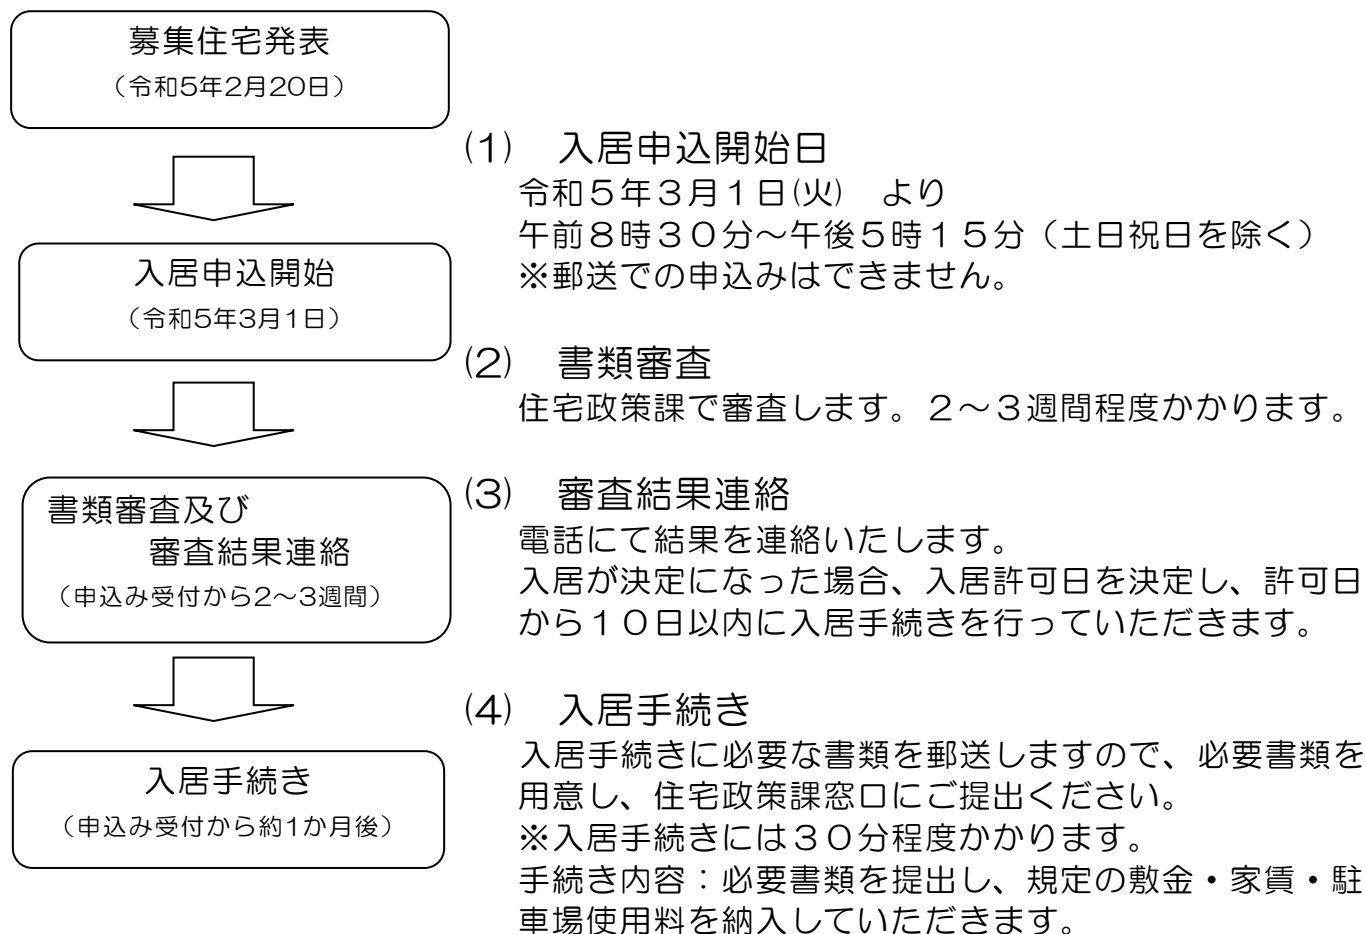 募集住宅発表
（令和5年2月20日）
入居申込開始
（令和5年3月1日）
書類審査及び
審査結果連絡
（申込み受付から2～3週間）
入居手続き
（申込み受付から約1か月後）
(1)　入居申込開始日
令和５年３月１日(火)　より
午前８時３０分～午後５時１５分（土日祝日を除く）
※郵送での申込みはできません。
(2)　書類審査
住宅政策課で審査します。２～３週間程度かかります。
(3)　審査結果連絡
電話にて結果を連絡いたします。
入居が決定になった場合、入居許可日を決定し、許可日
から１０日以内に入居手続きを行っていただきます。
(4)　入居手続き
入居手続きに必要な書類を郵送しますので、必要書類を
用意し、住宅政策課窓口にご提出ください。
※入居手続きには３０分程度かかります。
手続き内容：必要書類を提出し、規定の敷金・家賃・駐
車場使用料を納入していただきます。